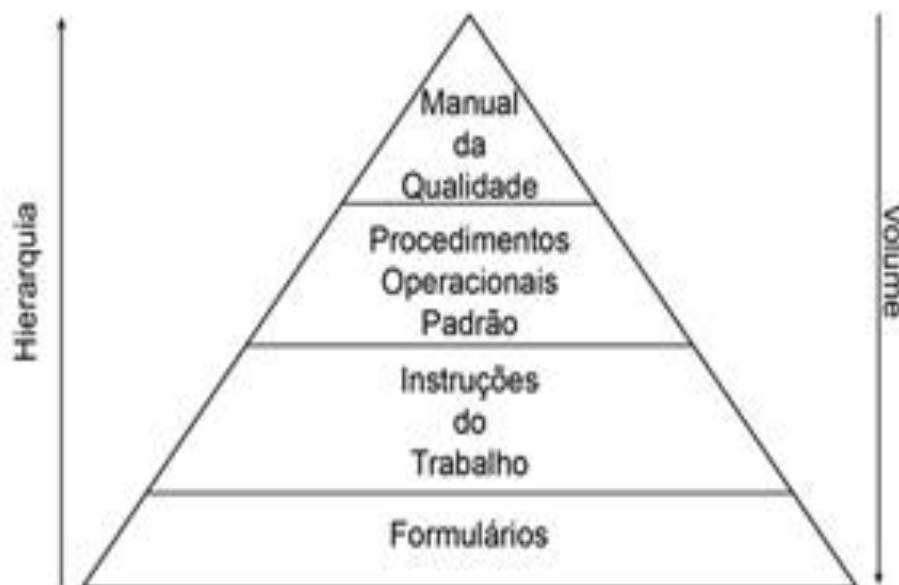 Manual
da
Qualidade
Procedimentos
Operacionais
Padrão
Instruções
do
Trabalho
Formulários
Hierarquia
Volume